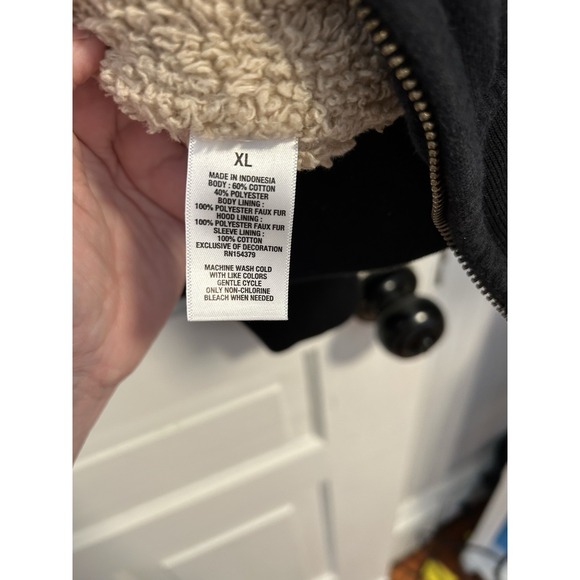 XL
MADE IN INDONESIA
BODY : 60% COTTON
40% POLYESTER
BODY LINING :
100% POLYESTER FAUX FUR
HOOD LINING :
100% POLYESTER FAUX FUR
SLEEVE LINING :
100% COTTON
EXCLUSIVE OF DECORATION
RN154379
MACHINE WASH COLD
WITH LIKE COLORS
GENTLE CYCLE
ONLY NON-CHLORINE
BLEACH WHEN NEEDED